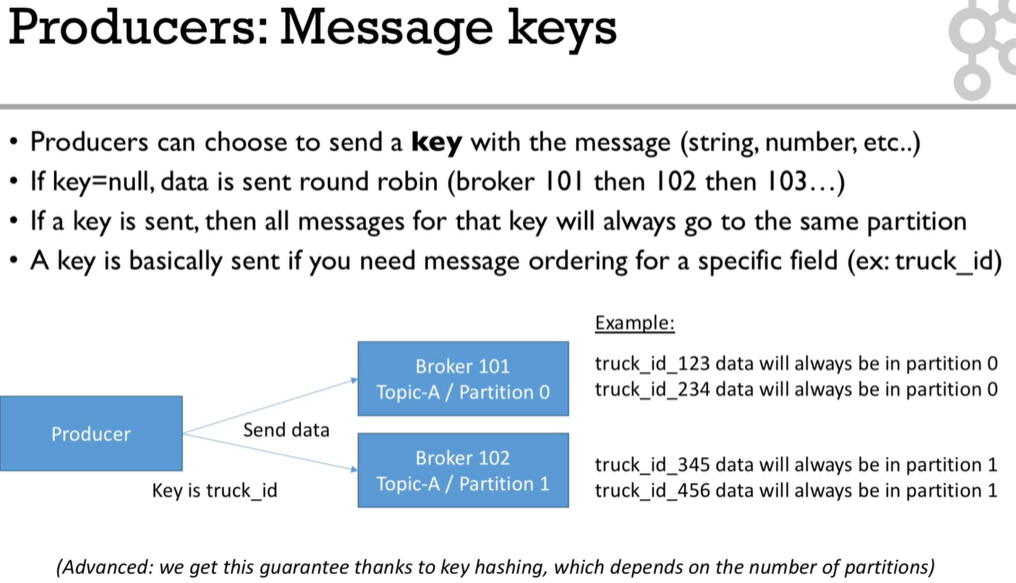 Producers: Message keys
• Producers can choose to send a key with the message (string, number, etc..)
• If key=null, data is sent round robin (broker 101 then 102 then 103...)
• If a key is sent, then all messages for that key will always go to the same partition
• A key is basically sent if you need message ordering for a specific field (ex: truck_id)
Example:
Broker 101
Topic-A / Partition 0
truck_id_123 data will always be in partition 0
truck_id_234 data will always be in partition 0
Producer
Send data
Key is truck_id
Broker 102
Topic-A / Partition 1
truck_id_345 data will always be in partition 1
truck_id_456 data will always be in partition 1
(Advanced: we get this guarantee thanks to key hashing, which depends on the number of partitions)